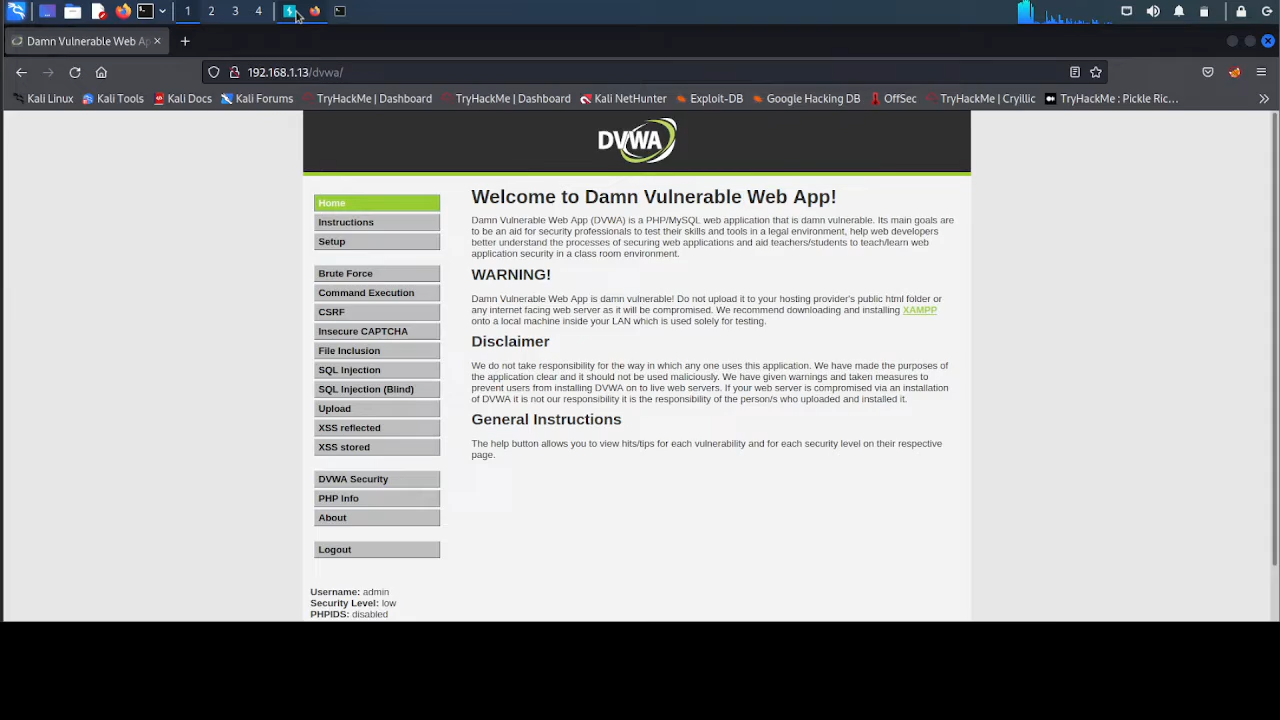 1 2 3 4
Damn Vulnerable Web Ap
192.168.1.13/dvwa/
Kali Linux Kali Tools Kali Docs Kali Forums TryHackMe | Dashboard TryHackMe | Dashboard Kali NetHunter Exploit-DB Google Hacking DB OffSec TryHackMe | Cryillic TryHackMe : Pickle Ric...
DVWA
Home
Instructions
Setup
Brute Force
Command Execution
CSRF
Insecure CAPTCHA
File Inclusion
SQL Injection
SQL Injection (Blind)
Upload
XSS reflected
XSS stored
DVWA Security
PHP Info
About
Logout
Username: admin
Security Level: low
PHPIDS: disabled
Welcome to Damn Vulnerable Web App!
Damn Vulnerable Web App (DVWA) is a PHP/MySQL web application that is damn vulnerable. Its main goals are
to be an aid for security professionals to test their skills and tools in a legal environment, help web developers
better understand the processes of securing web applications and aid teachers/students to teach/learn web
application security in a class room environment.
WARNING!
Damn Vulnerable Web App is damn vulnerable! Do not upload it to your hosting provider's public html folder or
any internet facing web server as it will be compromised. We recommend downloading and installing XAMPP
onto a local machine inside your LAN which is used solely for testing.
Disclaimer
We do not take responsibility for the way in which any one uses this application. We have made the purposes of
the application clear and it should not be used maliciously. We have given warnings and taken measures to
prevent users from installing DVWA on to live web servers. If your web server is compromised via an installation
of DVWA it is not our responsibility it is the responsibility of the person/s who uploaded and installed it.
General Instructions
The help button allows you to view hits/tips for each vulnerability and for each security level on their respective
page.